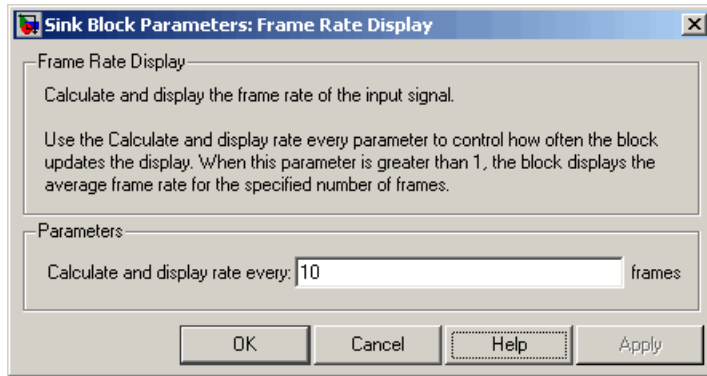 Sink Block Parameters: Frame Rate Display
Frame Rate Display
Calculate and display the frame rate of the input signal.
Use the Calculate and display rate every parameter to control how often the block
updates the display. When this parameter is greater than 1, the block displays the
average frame rate for the specified number of frames.
Parameters
Calculate and display rate every: 10 frames
OK Cancel Help Apply